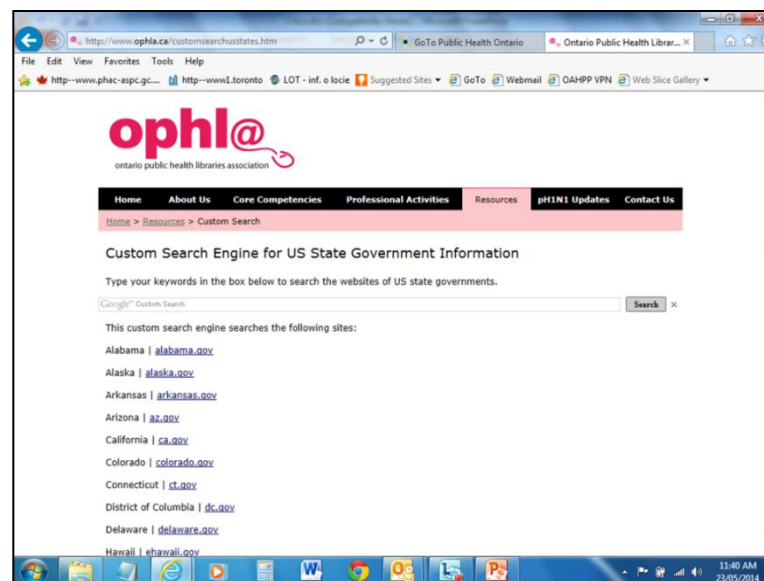 http://www.ophla.ca/customsearchusstates.htm
GoTo Public Health Ontario
Ontario Public Health Librar...
File Edit View Favorites Tools Help
http--www.phac-aspc.gc....
http--www1.toronto
LOT - inf. o locie
Suggested Sites
GoTo
Webmail
OAHPP VPN
Web Slice Gallery
ophl@
ontario public health libraries association
Home About Us Core Competencies Professional Activities Resources pH1N1 Updates Contact Us
Home > Resources > Custom Search
Custom Search Engine for US State Government Information
Type your keywords in the box below to search the websites of US state governments.
Google™ Custom Search
Search
This custom search engine searches the following sites:
Alabama | alabama.gov
Alaska | alaska.gov
Arkansas | arkansas.gov
Arizona | az.gov
California | ca.gov
Colorado | colorado.gov
Connecticut | ct.gov
District of Columbia | dc.gov
Delaware | delaware.gov
Hawaii | ehawaii.gov
11:40 AM
23/05/2014